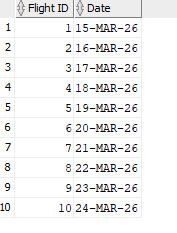 Flight ID Date
1 1 15-MAR-26
2 2 16-MAR-26
3 3 17-MAR-26
4 4 18-MAR-26
5 5 19-MAR-26
6 6 20-MAR-26
7 7 21-MAR-26
8 8 22-MAR-26
9 9 23-MAR-26
10 10 24-MAR-26